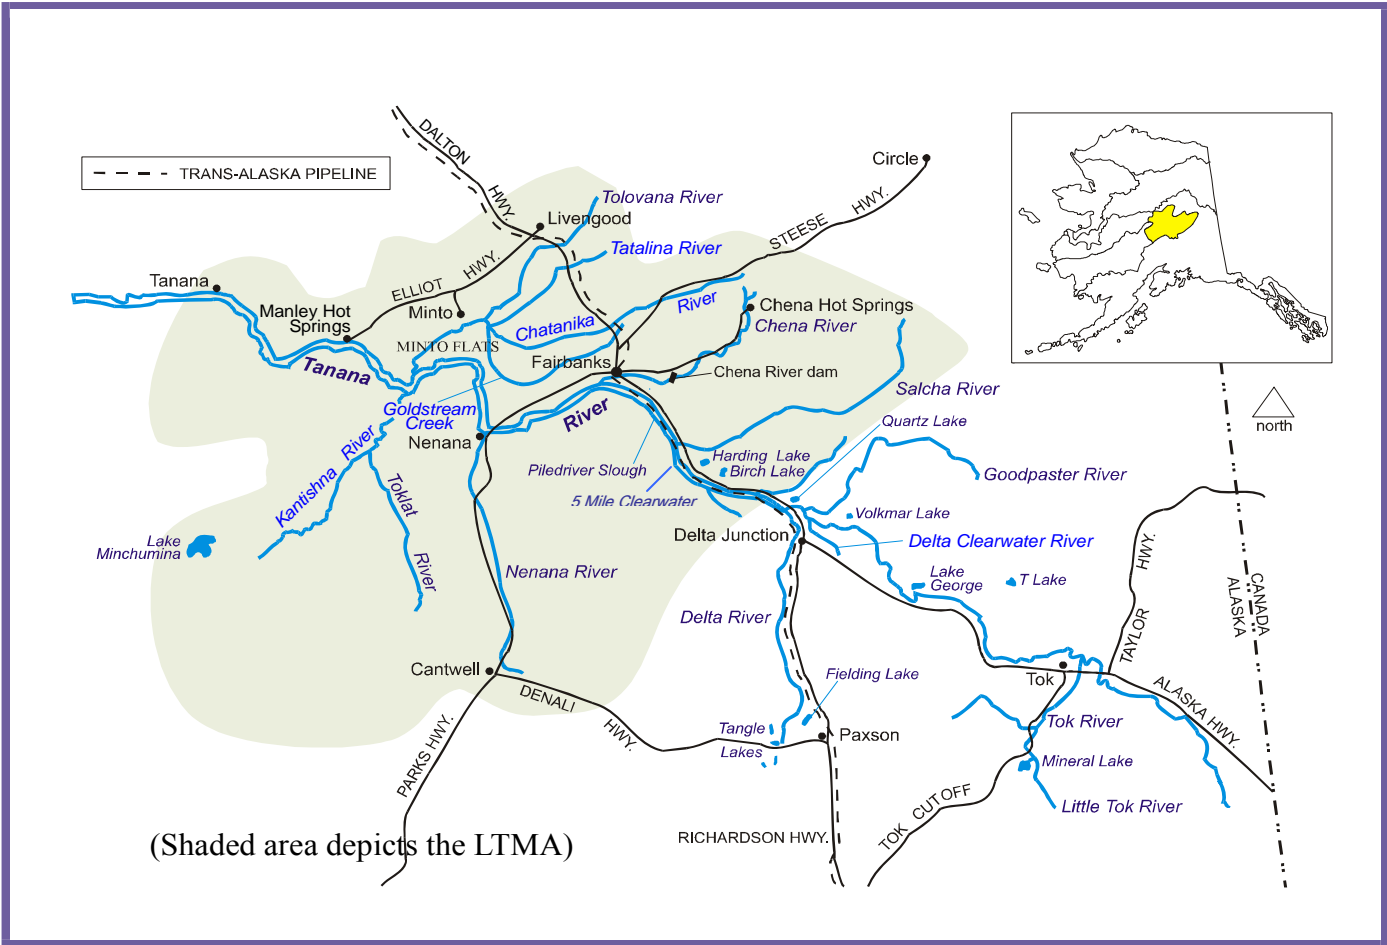 TRANS-ALASKA PIPELINE
DALTON
HWY.
Circle
STEESE
HWY.
Tolovana River
Livengood
Tatalina River
Tanana
ELLIOT
HWY.
Manley Hot
Springs
Minto
Chatanika
River
Chena Hot Springs
Chena River
MINTO FLATS
Fairbanks
Tanana
Chena River dam
Goldstream
Creek
River
Salcha River
north
Nenana
Quartz Lake
Kantishna
River
Harding Lake
Birch Lake
Piledriver Slough
Goodpaster River
5 Mile Clearwater
Toklat
River
Volkmar Lake
Lake
Minchumina
Delta Junction
Delta Clearwater River
HWY.
Nenana River
Lake
George
T Lake
CANADA
ALASKA
Delta River
TAYLOR
Cantwell
Fielding Lake
Tok
DENALI
HWY.
ALASKA HWY.
Tok River
Tangle
Lakes
Paxson
PARKS HWY.
Mineral Lake
Little Tok River
TOK CUTOFF
RICHARDSON HWY.
(Shaded area depicts the LTMA)